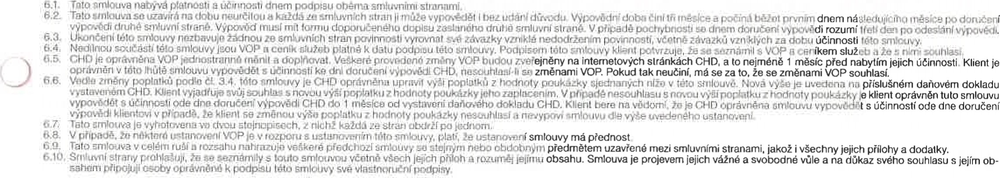 6.1. Tato smlouva nabývá platnosti a účinnosti dnem podpisu oběma smluvními stranami.
6.2. Tato smlouva se uzavírá na dobu neurčitou a každá ze smluvních stran ji může vypovědět i bez udání důvodu. Výpovědní doba činí tři měsíce a počíná běžet prvním dnem následujícího měsíce po doručení
výpovědi druhé smluvní straně. Výpověď musí mít formu doporučeného dopisu zaslaného druhé smluvní straně. V případě pochybností se dnem doručení výpovědi rozumí třetí den po odeslání výpovědi.
6.3. Ukončení této smlouvy nezbavuje žádnou ze smluvních stran povinnosti vyrovnat své závazky vzniklé nedodržením povinností, včetně závazků vzniklých za dobu účinnosti této smlouvy.
6.4. Nedílnou součástí této smlouvy jsou VOP a ceník služeb platné k datu podpisu této smlouvy. Podpisem této smlouvy klient potvrzuje, že se seznámil s VOP a ceníkem služeb a že s nimi souhlasí.
6.5. CHD je oprávněna VOP jednostranně měnit a doplňovat. Veškeré provedené změny VOP budou zveřejněny na internetových stránkách CHD, a to nejméně 1 měsíc před nabytím jejich účinnosti. Klient je
oprávněn v této lhůtě smlouvu vypovědět s účinností ke dni doručení výpovědi CHD, nesouhlasí-li se změnami VOP. Pokud tak neučiní, má se za to, že se změnami VOP souhlasí.
6.6. Vedle změny poplatků podle čl. 3.4. této smlouvy je CHD oprávněna upravit výši poplatků z hodnoty poukázky sjednaných níže v této smlouvě. Nová výše je uvedena na příslušném daňovém dokladu
vystaveném CHD. Klient vyjadřuje svůj souhlas s novou výší poplatku z hodnoty poukázky jeho zaplacením. V případě nesouhlasu s novou výší poplatku z hodnoty poukázky je klient oprávněn tuto smlouvu
vypovědět s účinností ode dne doručení výpovědi CHD do 1 měsíce od vystavení daňového dokladu CHD. Klient bere na vědomí, že je CHD oprávněna smlouvu vypovědět s účinností ode dne doručení
výpovědi klientovi v případě, že klient se změnou výše poplatku z hodnoty poukázky nesouhlasí a nevypoví smlouvu dle výše uvedeného ustanovení.
6.7. Tato smlouva je vyhotovena ve dvou stejnopisech, z nichž každá ze stran obdrží po jednom.
6.8. V případě, že některé ustanovení VOP je v rozporu s ustanovením této smlouvy, platí, že ustanovení smlouvy má přednost.
6.9. Tato smlouva v celém ruší a rozsahu nahrazuje veškeré předchozí smlouvy se stejným nebo obdobným předmětem uzavřené mezi smluvními stranami, jakož i všechny jejich přílohy a dodatky.
6.10. Smluvní strany prohlašují, že se seznámily s touto smlouvou včetně všech jejích příloh a rozuměj jejímu obsahu. Smlouva je projevem jejich vážné a svobodné vůle a na důkaz svého souhlasu s jejím ob-
sahem připojují osoby oprávněné k podpisu této smlouvy své vlastnoruční podpisy.